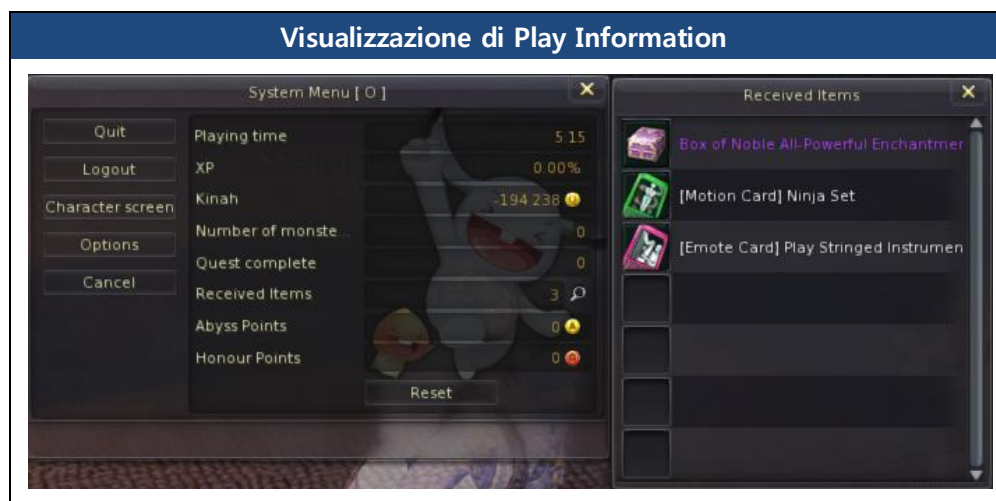 Visualizzazione di Play Information
System Menu [ O ]
Quit
Logout
Character screen
Options
Cancel
Playing time 5:15
XP 0.00%
Kinah -194 238
Number of monste...
0
Quest complete 0
Received Items 3
Abyss Points 0
Honour Points 0
Reset
Received Items
Box of Noble All-Powerful Enchantmer
[Motion Card] Ninja Set
[Emote Card] Play Stringed Instrumen